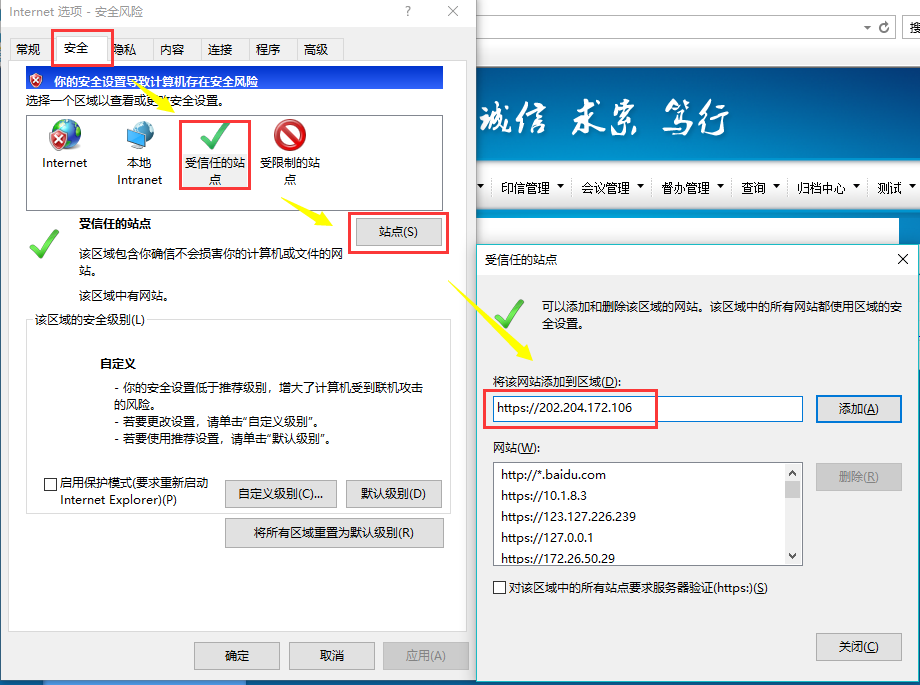 Internet 选项 - 安全风险
?
常规 安全 隐私 内容 连接 程序 高级
你的安全设置导致计算机存在安全风险
选择一个区域以查看或更改安全设置。
Internet
本地
Intranet
受信任的站
点
受限制的站
点
受信任的站点
站点(S)
该区域包含你确信不会损害你的计算机或文件的网
站。
该区域中有网站。
该区域的安全级别(L)
自定义
- 你的安全设置低于推荐级别，增大了计算机受到联机攻击
的风险。
- 若要更改设置，请单击“自定义级别”。
- 若要使用推荐设置，请单击“默认级别”。
启用保护模式(要求重新启动
Internet Explorer)(P)
自定义级别(C)...
默认级别(D)
将所有区域重置为默认级别(R)
确定
取消
应用(A)
诚信 求索 笃行
印信管理 会议管理 督办管理 查询 归档中心 测试
受信任的站点
可以添加和删除该区域的网站。该区域中的所有网站都使用区域的安
全设置。
将该网站添加到区域(D):
https://202.204.172.106
添加(A)
网站(W):
http://*.baidu.com
https://10.1.8.3
https://123.127.226.239
https://127.0.0.1
https://172.26.50.29
删除(R)
对该区域中的所有站点要求服务器验证(https:)(S)
关闭(C)